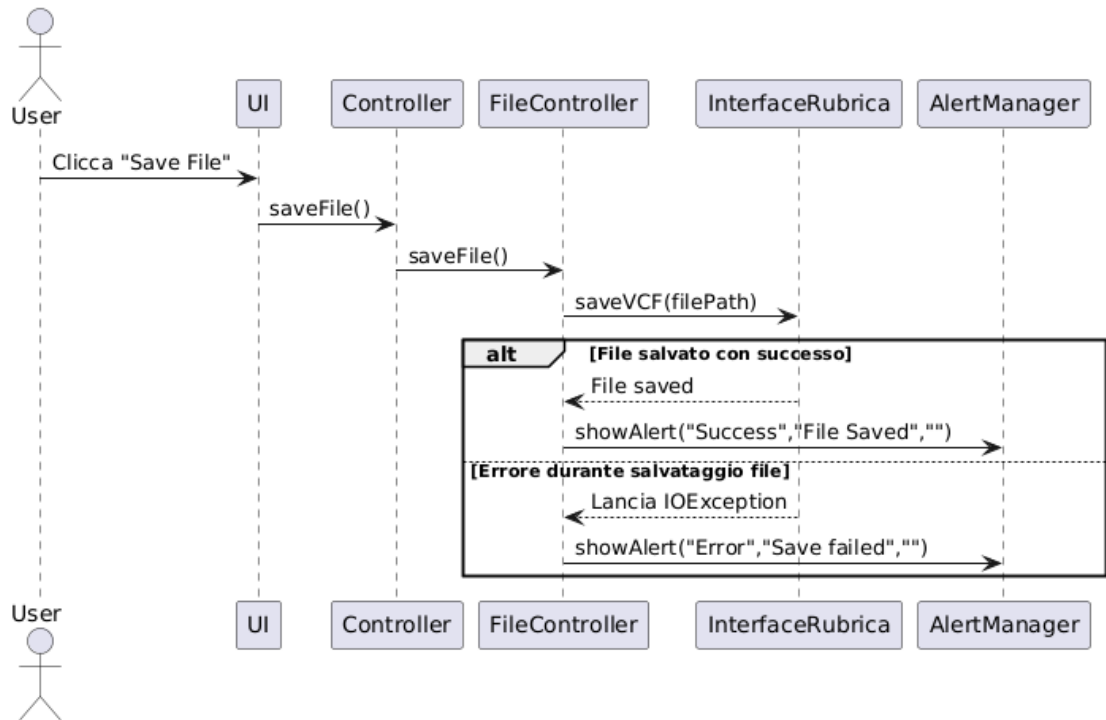 User
UI
Controller
FileController
InterfaceRubrica
AlertManager
Clicca "Save File"
saveFile()
saveFile()
saveVCF(filePath)
alt
[File salvato con successo]
File saved
showAlert("Success","File Saved","")
[Errore durante salvataggio file]
Lancia IOException
showAlert("Error","Save failed","")
User
UI
Controller
FileController
InterfaceRubrica
AlertManager